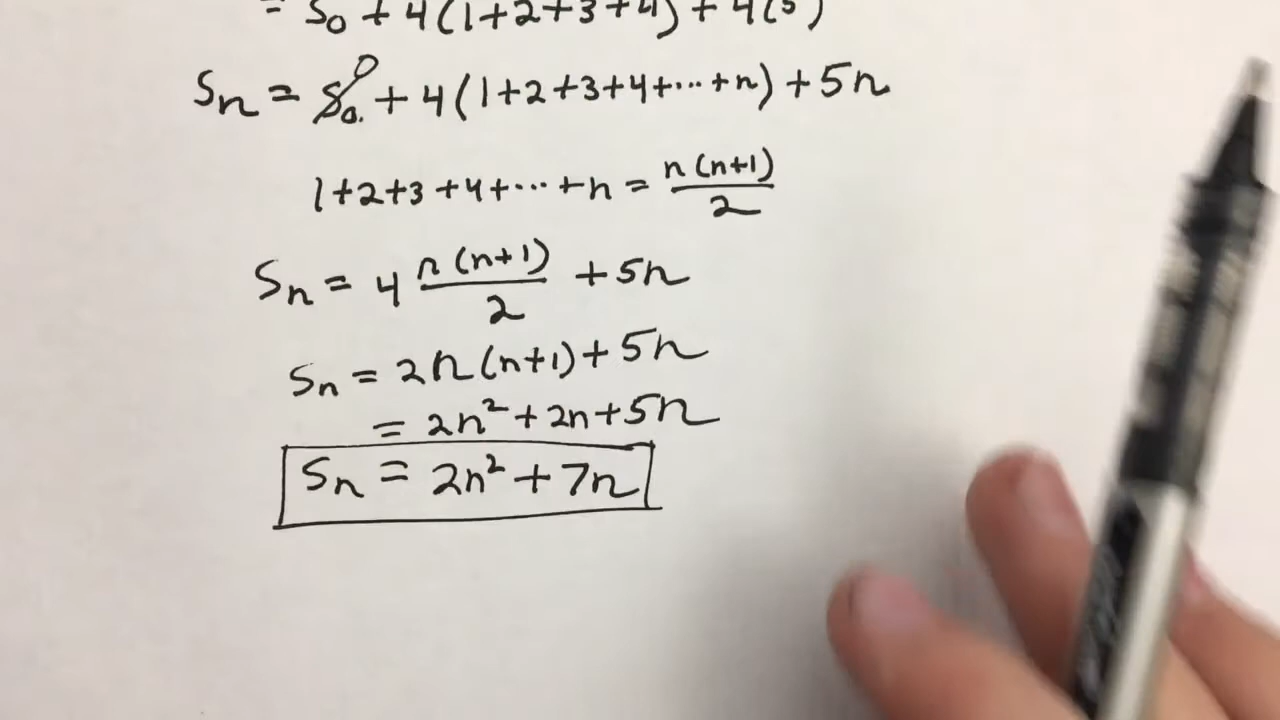 = S₀ + 4(1+2+3+4) + 4(5)
Sₙ = S₀⁰ + 4(1+2+3+4+⋯+n) + 5n
1+2+3+4+⋯+n = n(n+1)/2
Sₙ = 4 n(n+1)/2 + 5n
Sₙ = 2n(n+1) + 5n
= 2n² + 2n + 5n
Sₙ = 2n² + 7n